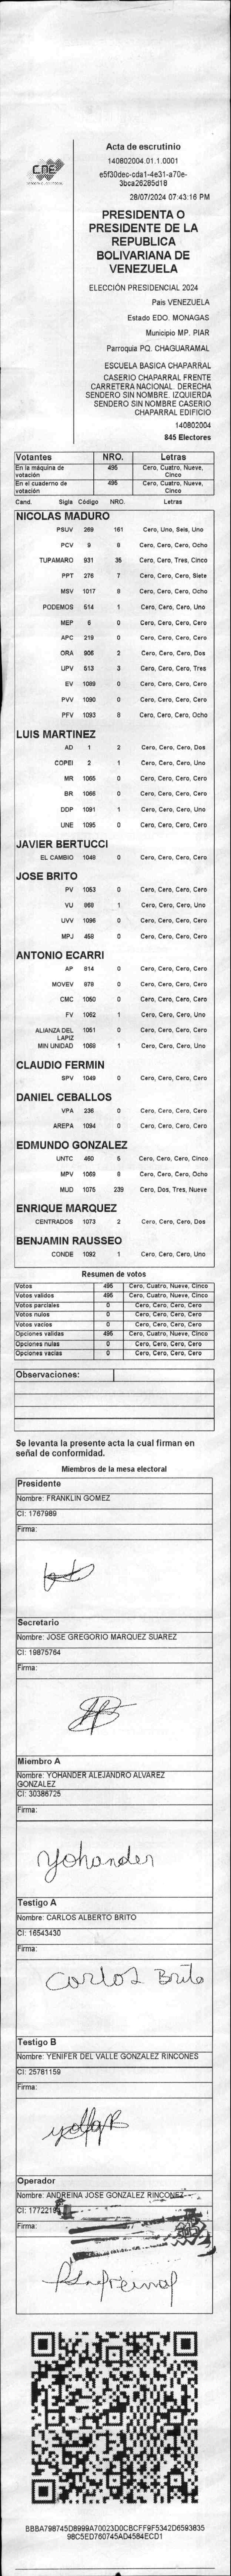 CNE
Acta de escrutinio
140802004.01.1.0001
e5f30dec-cda1-4e31-a70e-
3bca26285d18
28/07/2024 07:43:16 PM
PRESIDENTA O
PRESIDENTE DE LA
REPUBLICA
BOLIVARIANA DE
VENEZUELA
ELECCIÓN PRESIDENCIAL 2024
País VENEZUELA
Estado EDO. MONAGAS
Municipio MP. PIAR
Parroquia PQ. CHAGUARAMAL
ESCUELA BASICA CHAPARRAL
CASERIO CHAPARRAL FRENTE
CARRETERA NACIONAL. DERECHA
SENDERO SIN NOMBRE. IZQUIERDA
SENDERO SIN NOMBRE CASERIO
CHAPARRAL EDIFICIO
140802004
845 Electores
Votantes NRO. Letras
En la máquina de votación 495 Cero, Cuatro, Nueve, Cinco
En el cuaderno de votación 495 Cero, Cuatro, Nueve, Cinco
Cand. Sigla Código NRO. Letras
NICOLAS MADURO
PSUV 269 161 Cero, Uno, Seis, Uno
PCV 9 8 Cero, Cero, Cero, Ocho
TUPAMARO 931 35 Cero, Cero, Tres, Cinco
PPT 276 7 Cero, Cero, Cero, Siete
MSV 1017 8 Cero, Cero, Cero, Ocho
PODEMOS 514 1 Cero, Cero, Cero, Uno
MEP 6 0 Cero, Cero, Cero, Cero
APC 219 0 Cero, Cero, Cero, Cero
ORA 906 2 Cero, Cero, Cero, Dos
UPV 513 3 Cero, Cero, Cero, Tres
EV 1089 0 Cero, Cero, Cero, Cero
PVV 1090 0 Cero, Cero, Cero, Cero
PFV 1093 8 Cero, Cero, Cero, Ocho
LUIS MARTINEZ
AD 1 2 Cero, Cero, Cero, Dos
COPEI 2 1 Cero, Cero, Cero, Uno
MR 1065 0 Cero, Cero, Cero, Cero
BR 1066 0 Cero, Cero, Cero, Cero
DDP 1091 1 Cero, Cero, Cero, Uno
UNE 1095 0 Cero, Cero, Cero, Cero
JAVIER BERTUCCI
EL CAMBIO 1048 0 Cero, Cero, Cero, Cero
JOSE BRITO
PV 1053 0 Cero, Cero, Cero, Cero
VU 868 1 Cero, Cero, Cero, Uno
UVV 1096 0 Cero, Cero, Cero, Cero
MPJ 458 0 Cero, Cero, Cero, Cero
ANTONIO ECARRI
AP 814 0 Cero, Cero, Cero, Cero
MOVEV 978 0 Cero, Cero, Cero, Cero
CMC 1050 0 Cero, Cero, Cero, Cero
FV 1062 1 Cero, Cero, Cero, Uno
ALIANZA DEL LAPIZ 1051 0 Cero, Cero, Cero, Cero
MIN UNIDAD 1068 1 Cero, Cero, Cero, Uno
CLAUDIO FERMIN
SPV 1049 0 Cero, Cero, Cero, Cero
DANIEL CEBALLOS
VPA 236 0 Cero, Cero, Cero, Cero
AREPA 1094 0 Cero, Cero, Cero, Cero
EDMUNDO GONZALEZ
UNTC 460 5 Cero, Cero, Cero, Cinco
MPV 1069 8 Cero, Cero, Cero, Ocho
MUD 1075 239 Cero, Dos, Tres, Nueve
ENRIQUE MARQUEZ
CENTRADOS 1073 2 Cero, Cero, Cero, Dos
BENJAMIN RAUSSEO
CONDE 1092 1 Cero, Cero, Cero, Uno
Resumen de votos
Votos 495 Cero, Cuatro, Nueve, Cinco
Votos validos 495 Cero, Cuatro, Nueve, Cinco
Votos parciales 0 Cero, Cero, Cero, Cero
Votos nulos 0 Cero, Cero, Cero, Cero
Votos vacíos 0 Cero, Cero, Cero, Cero
Opciones validas 495 Cero, Cuatro, Nueve, Cinco
Opciones nulas 0 Cero, Cero, Cero, Cero
Opciones vacías 0 Cero, Cero, Cero, Cero
Observaciones:
Se levanta la presente acta la cual firman en
señal de conformidad.
Miembros de la mesa electoral
Presidente
Nombre: FRANKLIN GOMEZ
CI: 1767989
Firma:
Secretario
Nombre: JOSE GREGORIO MARQUEZ SUAREZ
CI: 19875764
Firma:
Miembro A
Nombre: YOHANDER ALEJANDRO ALVAREZ
GONZALEZ
CI: 30386725
Firma:
Yohander
Testigo A
Nombre: CARLOS ALBERTO BRITO
CI: 16543430
Firma:
Carlos Brito
Testigo B
Nombre: YENIFER DEL VALLE GONZALEZ RINCONES
CI: 25781159
Firma:
Operador
Nombre: ANDREINA JOSE GONZALEZ RINCONEZ
Firma:
BBBA798745D8999A70023D0CBCFF9F5342D6593835
98C5ED760745AD4564ECD1